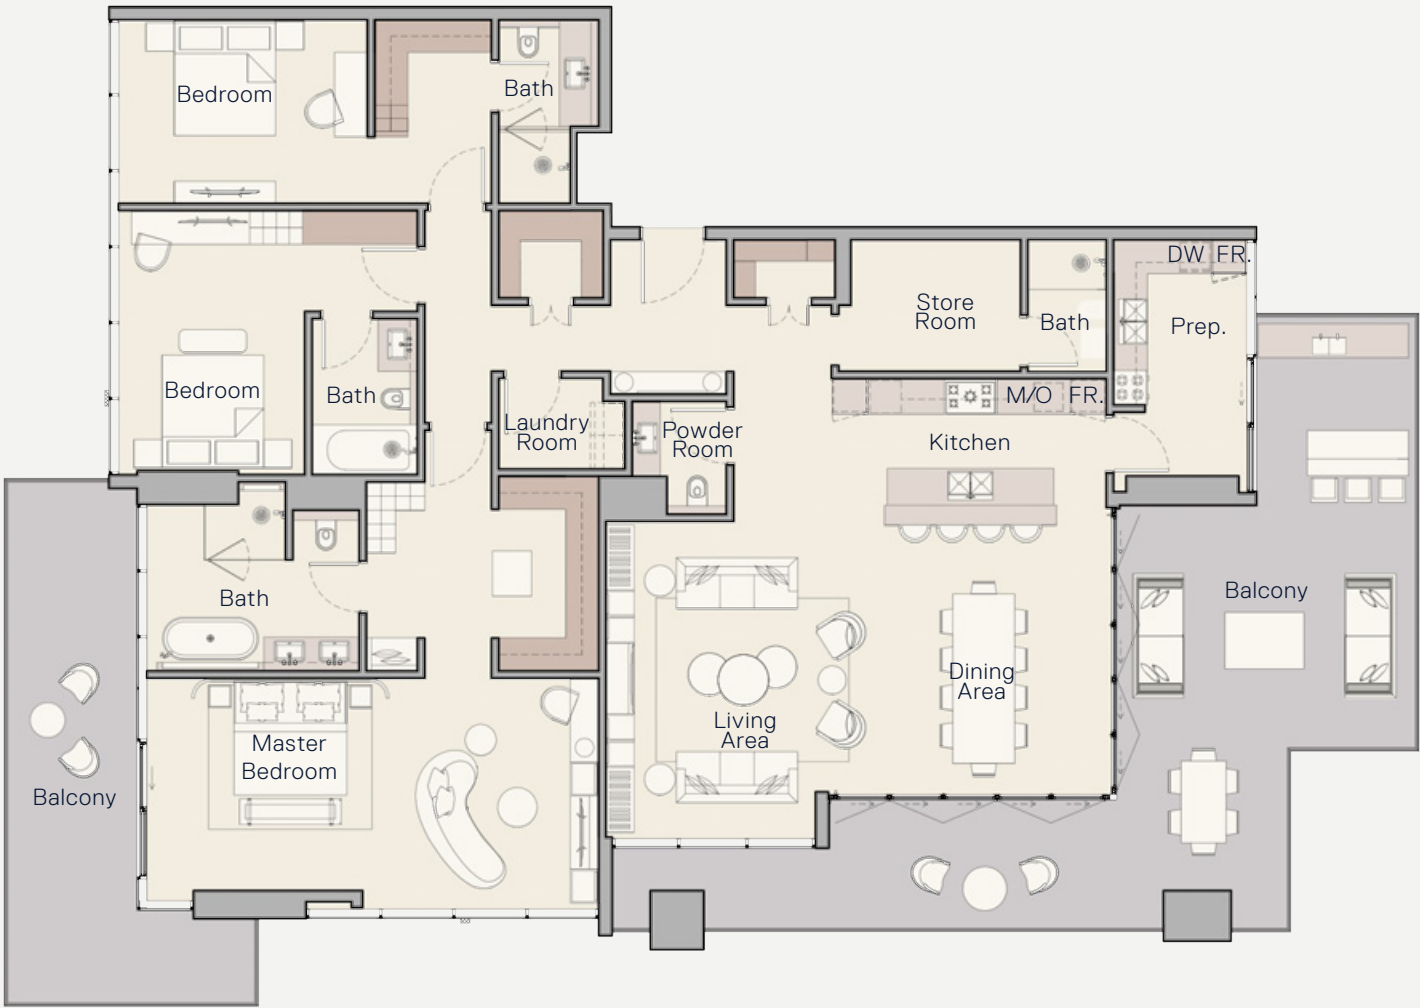 Bedroom
Bath
DW
FR.
Store
Room
Bath
Prep.
Bedroom
Bath
M/O
FR.
Laundry
Room
Powder
Room
Kitchen
Bath
Balcony
Dining
Area
Living
Area
Master
Bedroom
Balcony